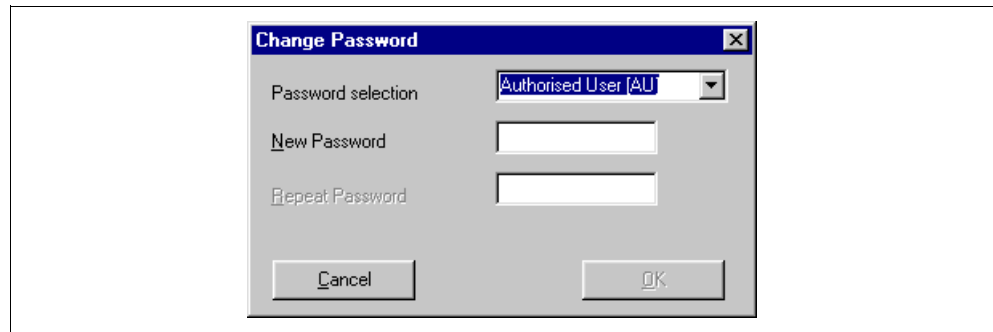 Change Password
Password selection
Authorised User [AU]
New Password
Repeat Password
Cancel
OK